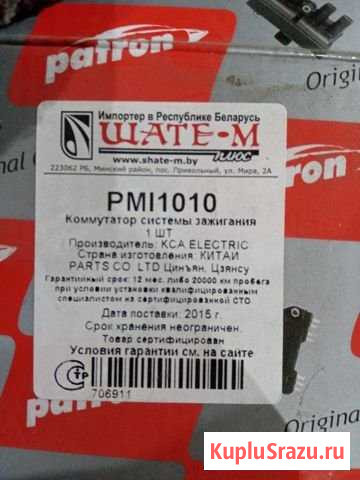 patron
Original
Импортер в Республике Беларусь
ШАТЕ-М
ПЛЮС
www.shate-m.by
223062 РБ, Минский район, пос. Привольный, ул. Мира, 2А
PMI1010
Коммутатор системы зажигания
1 ШТ
Производитель: KCA ELECTRIC
Страна изготовления: КИТАЙ
PARTS CO. LTD Цинъян, Цзянсу
Гарантийный срок: 12 мес. либо 20000 км пробега
при условии установки квалифицированным
специалистом на сертифицированной СТО
Дата поставки: 2015 г.
Срок хранения неограничен.
Товар сертифицирован
Условия гарантии см. на сайте
706911
patron
Original
KupluSrazu.ru